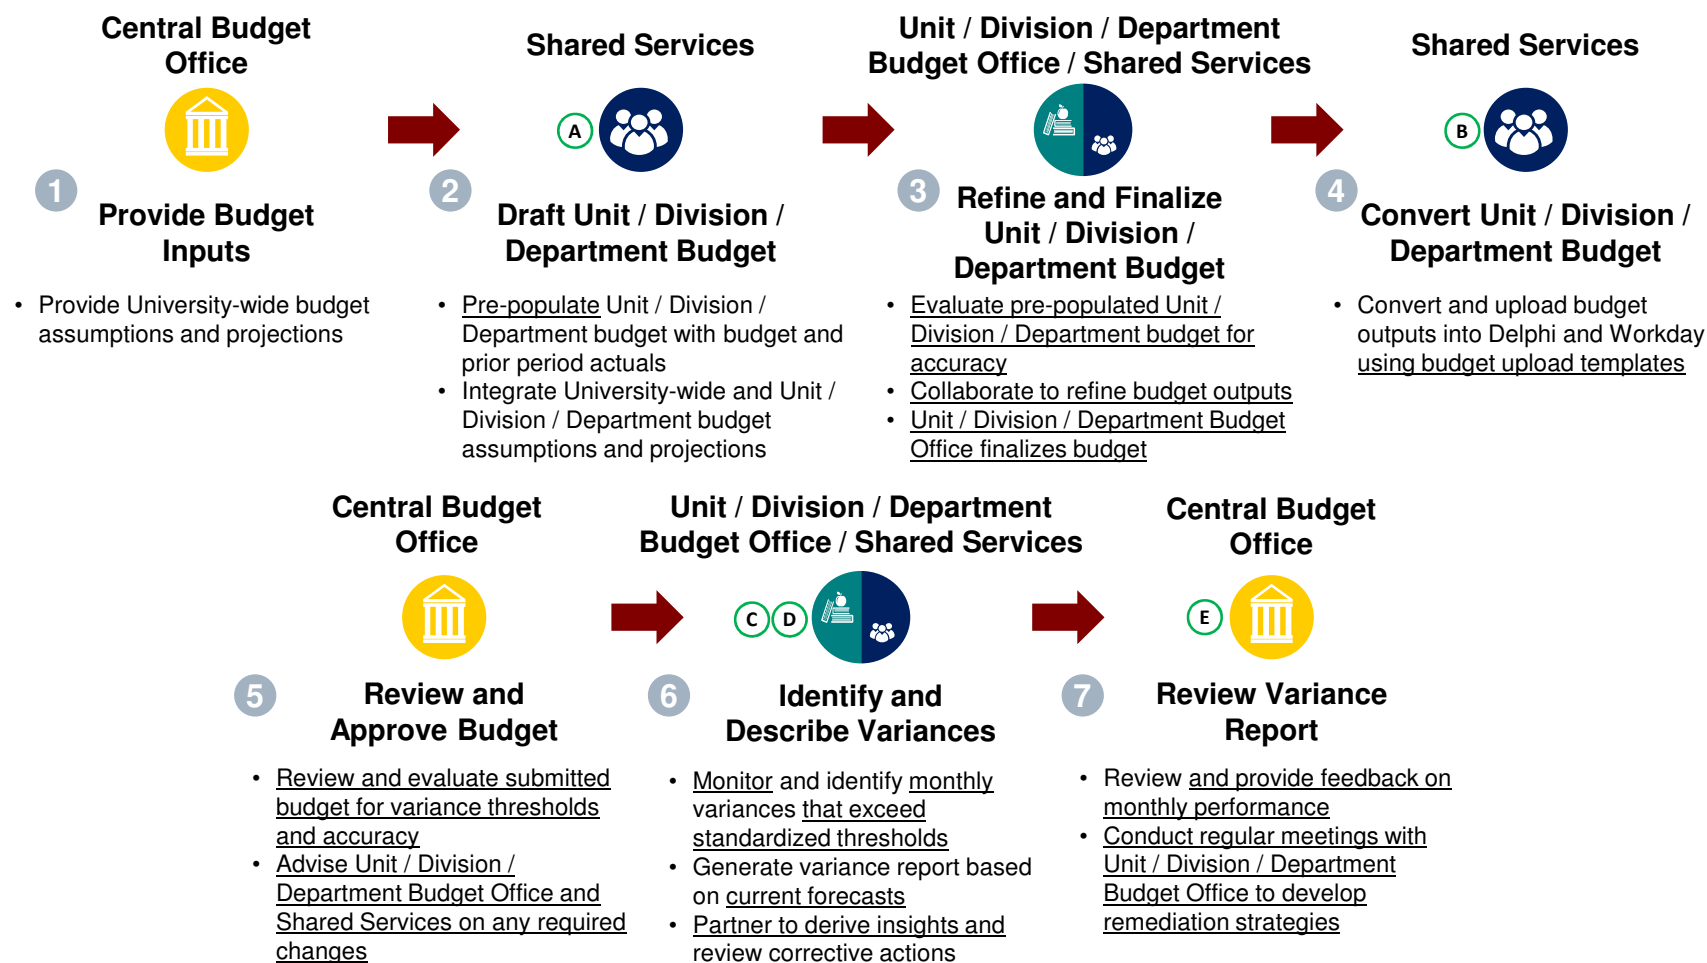 Central Budget
Office
Shared Services
Unit / Division / Department
Budget Office / Shared Services
Shared Services
A
B
1
Provide Budget
Inputs
2
Draft Unit / Division /
Department Budget
3
Refine and Finalize
Unit / Division /
Department Budget
4
Convert Unit / Division /
Department Budget
• Provide University-wide budget
assumptions and projections
• Pre-populate Unit / Division /
Department budget with budget and
prior period actuals
• Integrate University-wide and Unit /
Division / Department budget
assumptions and projections
• Evaluate pre-populated Unit /
Division / Department budget for
accuracy
• Collaborate to refine budget outputs
• Unit / Division / Department Budget
Office finalizes budget
• Convert and upload budget
outputs into Delphi and Workday
using budget upload templates
Central Budget
Office
Unit / Division / Department
Budget Office / Shared Services
Central Budget
Office
C D
E
5
Review and
Approve Budget
6
Identify and
Describe Variances
7
Review Variance
Report
• Review and evaluate submitted
budget for variance thresholds
and accuracy
• Advise Unit / Division /
Department Budget Office and
Shared Services on any required
changes
• Monitor and identify monthly
variances that exceed
standardized thresholds
• Generate variance report based
on current forecasts
• Partner to derive insights and
review corrective actions
• Review and provide feedback on
monthly performance
• Conduct regular meetings with
Unit / Division / Department
Budget Office to develop
remediation strategies